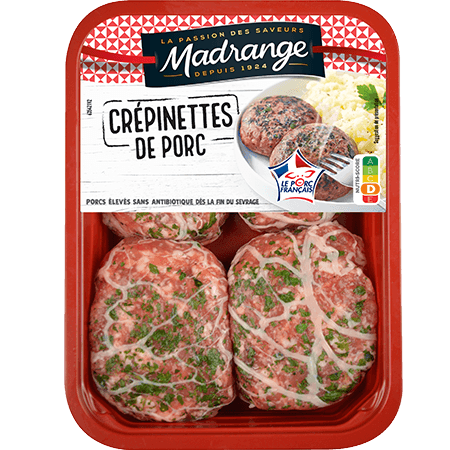 LA PASSION DES SAVEURS
Madrange
DEPUIS 1924
CRÉPINETTES
DE PORC
LE PORC
FRANÇAIS
NUTRI-SCORE
A
B
C
D
E
PORCS ÉLEVÉS SANS ANTIBIOTIQUE DÈS LA FIN DU SEVRAGE